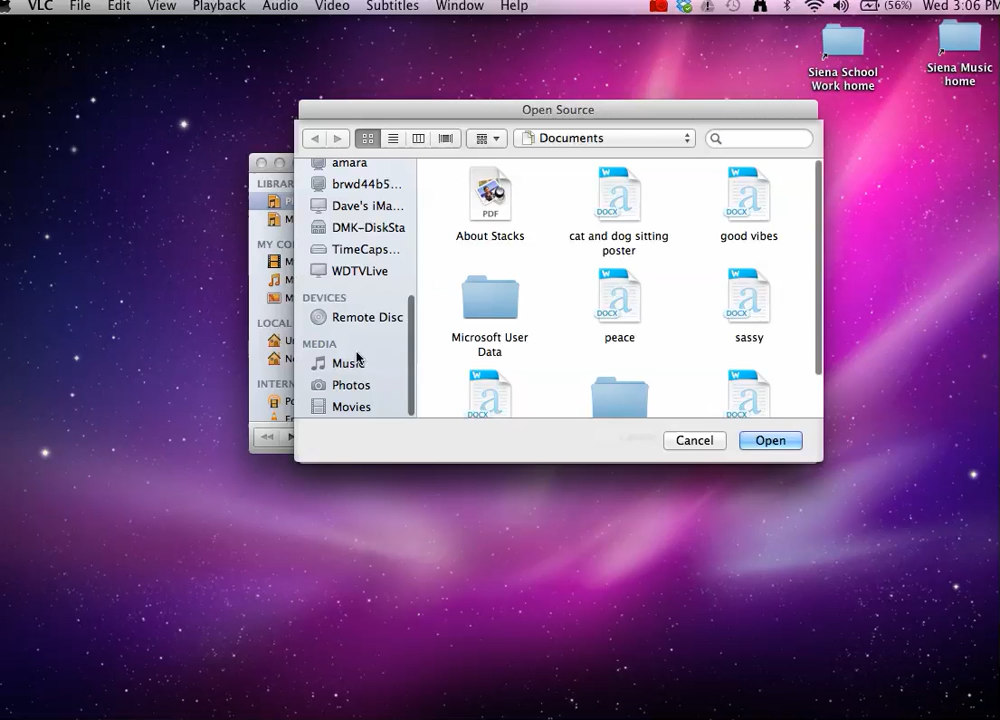 VLC File Edit View Playback Audio Video Subtitles Window Help (56%) Wed 3:06 PM
Siena School
Work home
Siena Music
home
Open Source
Documents
LIBRAR
MY CO
LOCAL
INTERN
amara
brwd44b5...
Dave's iMa...
DMK-DiskSta
TimeCaps...
WDTVLive
DEVICES
Remote Disc
MEDIA
Music
Photos
Movies
PDF
About Stacks
DOCX
cat and dog sitting
poster
DOCX
good vibes
Microsoft User
Data
DOCX
peace
DOCX
sassy
DOCX
DOCX
Cancel
Open